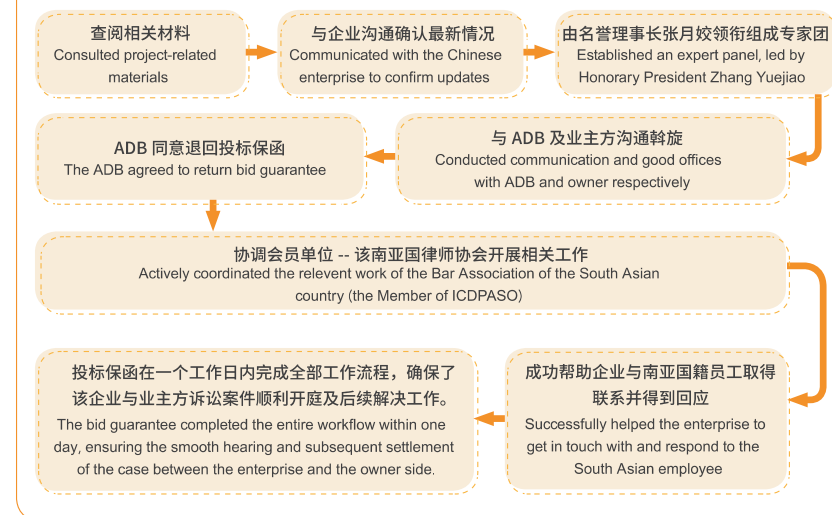 查阅相关材料
Consulted project-related
materials
与企业沟通确认最新情况
Communicated with the Chinese
enterprise to confirm updates
由名誉理事长张月姣领衔组成专家团
Established an expert panel, led by
Honorary President Zhang Yuejiao
与 ADB 及业主方沟通斡旋
Conducted communication and good offices
with ADB and owner respectively
ADB 同意退回投标保函
The ADB agreed to return bid guarantee
协调会员单位 -- 该南亚国律师协会开展相关工作
Actively coordinated the relevent work of the Bar Association of the South Asian
country (the Member of ICDPASO)
成功帮助企业与南亚国籍员工取得
联系并得到回应
Successfully helped the enterprise to
get in touch with and respond to the
South Asian employee
投标保函在一个工作日内完成全部工作流程，确保了
该企业与业主方诉讼案件顺利开庭及后续解决工作。
The bid guarantee completed the entire workflow within one
day, ensuring the smooth hearing and subsequent settlement
of the case between the enterprise and the owner side.